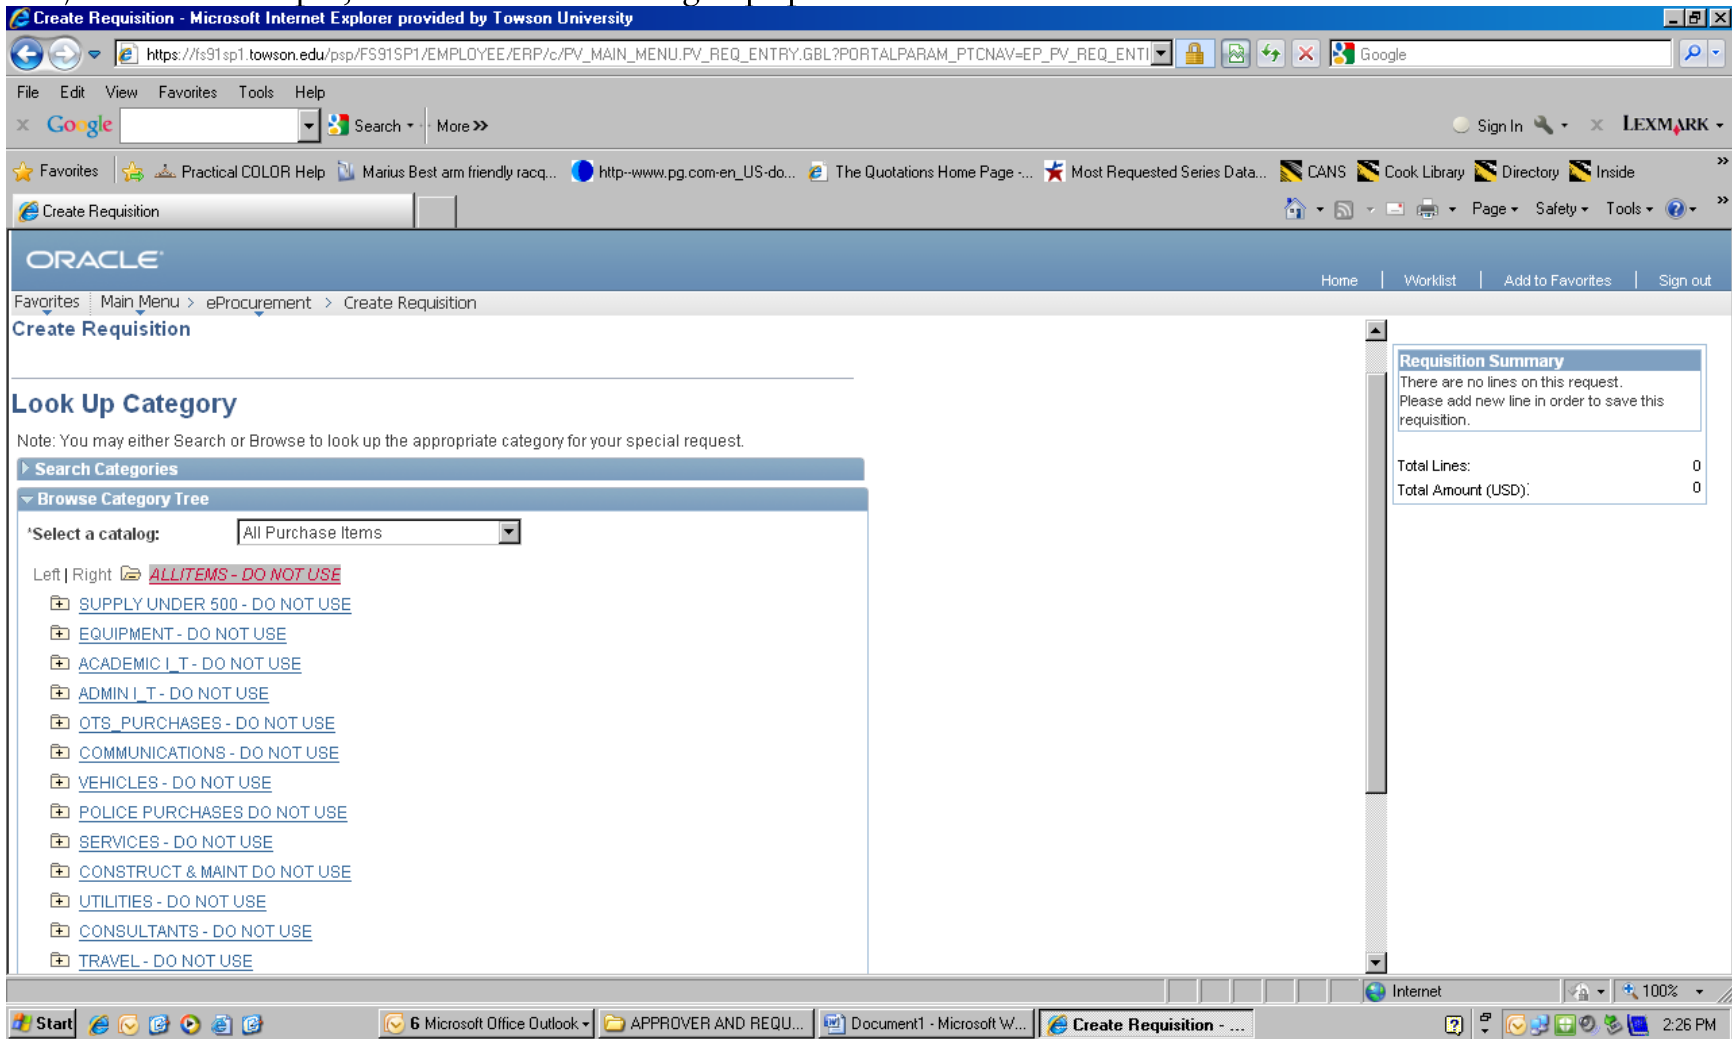 Create Requisition - Microsoft Internet Explorer provided by Towson University
https://fs91sp1.towson.edu/psp/FS91SP1/EMPLOYEE/ERP/c/PV_MAIN_MENU.PV_REQ_ENTRY.GBL?PORTALPARAM_PTCNAV=EP_PV_REQ_ENTI
Google
File Edit View Favorites Tools Help
Google Search More >>
Sign In LEXMARK
Favorites Practical COLOR Help Marius Best arm friendly racq... http--www.pg.com-en_US-do... The Quotations Home Page -... Most Requested Series Data... CANS Cook Library Directory Inside »
Create Requisition
Page Safety Tools »
ORACLE
Home | Worklist | Add to Favorites | Sign out
Favorites Main Menu > eProcurement > Create Requisition
Create Requisition
Look Up Category
Note: You may either Search or Browse to look up the appropriate category for your special request.
Search Categories
Browse Category Tree
*Select a catalog: All Purchase Items
Left | Right ALLITEMS - DO NOT USE
SUPPLY UNDER 500 - DO NOT USE
EQUIPMENT - DO NOT USE
ACADEMIC I_T - DO NOT USE
ADMIN I_T - DO NOT USE
OTS_PURCHASES - DO NOT USE
COMMUNICATIONS - DO NOT USE
VEHICLES - DO NOT USE
POLICE PURCHASES DO NOT USE
SERVICES - DO NOT USE
CONSTRUCT & MAINT DO NOT USE
UTILITIES - DO NOT USE
CONSULTANTS - DO NOT USE
TRAVEL - DO NOT USE
Requisition Summary
There are no lines on this request.
Please add new line in order to save this
requisition.
Total Lines: 0
Total Amount (USD): 0
Internet 100%
Start 6 Microsoft Office Outlook APPROVER AND REQU... Document1 - Microsoft W... Create Requisition - ... 2:26 PM